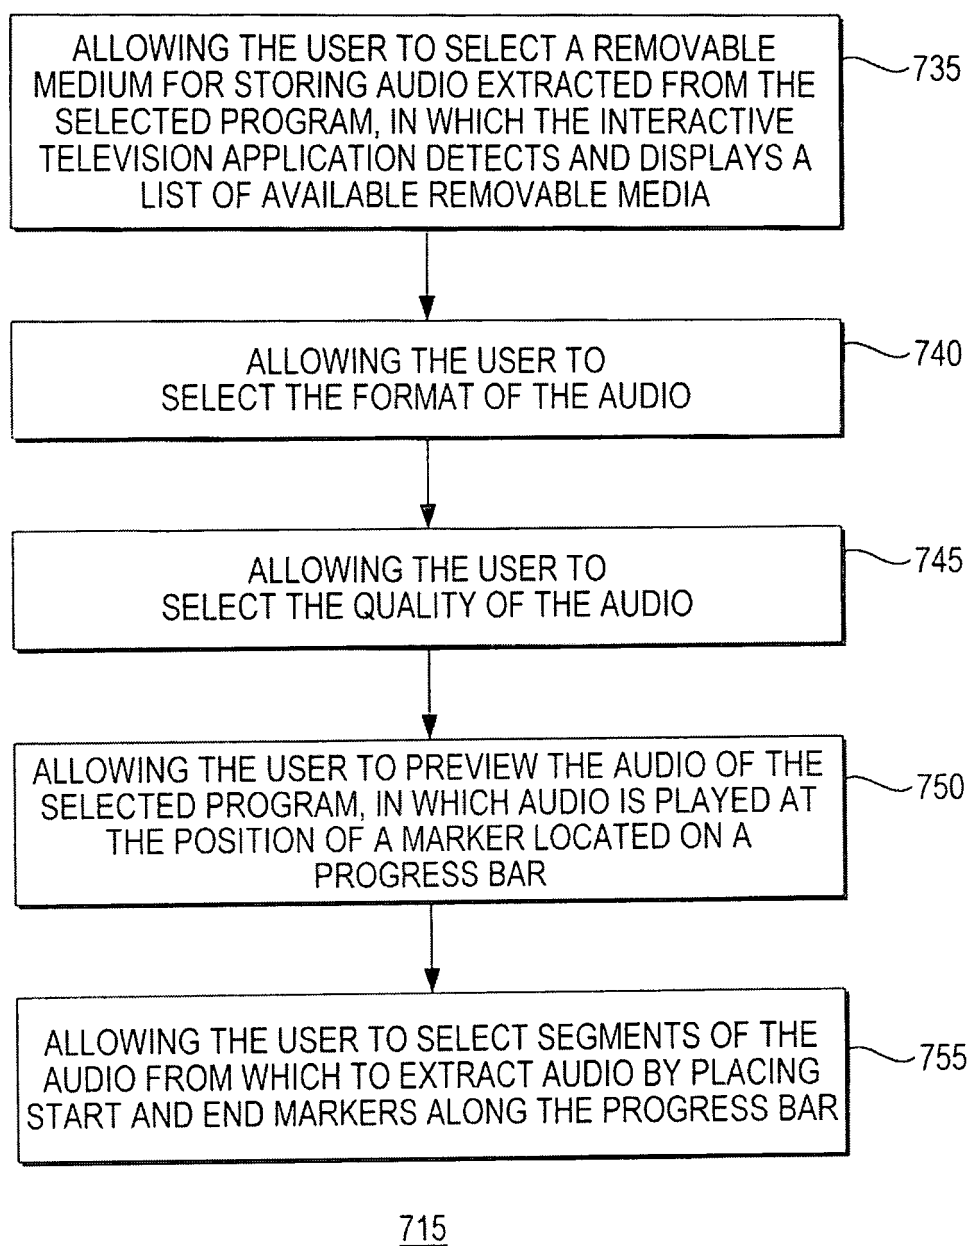 ALLOWING THE USER TO SELECT A REMOVABLE
MEDIUM FOR STORING AUDIO EXTRACTED FROM THE
SELECTED PROGRAM, IN WHICH THE INTERACTIVE
TELEVISION APPLICATION DETECTS AND DISPLAYS A
LIST OF AVAILABLE REMOVABLE MEDIA
735
ALLOWING THE USER TO
SELECT THE FORMAT OF THE AUDIO
740
ALLOWING THE USER TO
SELECT THE QUALITY OF THE AUDIO
745
ALLOWING THE USER TO PREVIEW THE AUDIO OF THE
SELECTED PROGRAM, IN WHICH AUDIO IS PLAYED AT
THE POSITION OF A MARKER LOCATED ON A
PROGRESS BAR
750
ALLOWING THE USER TO SELECT SEGMENTS OF THE
AUDIO FROM WHICH TO EXTRACT AUDIO BY PLACING
START AND END MARKERS ALONG THE PROGRESS BAR
755
715